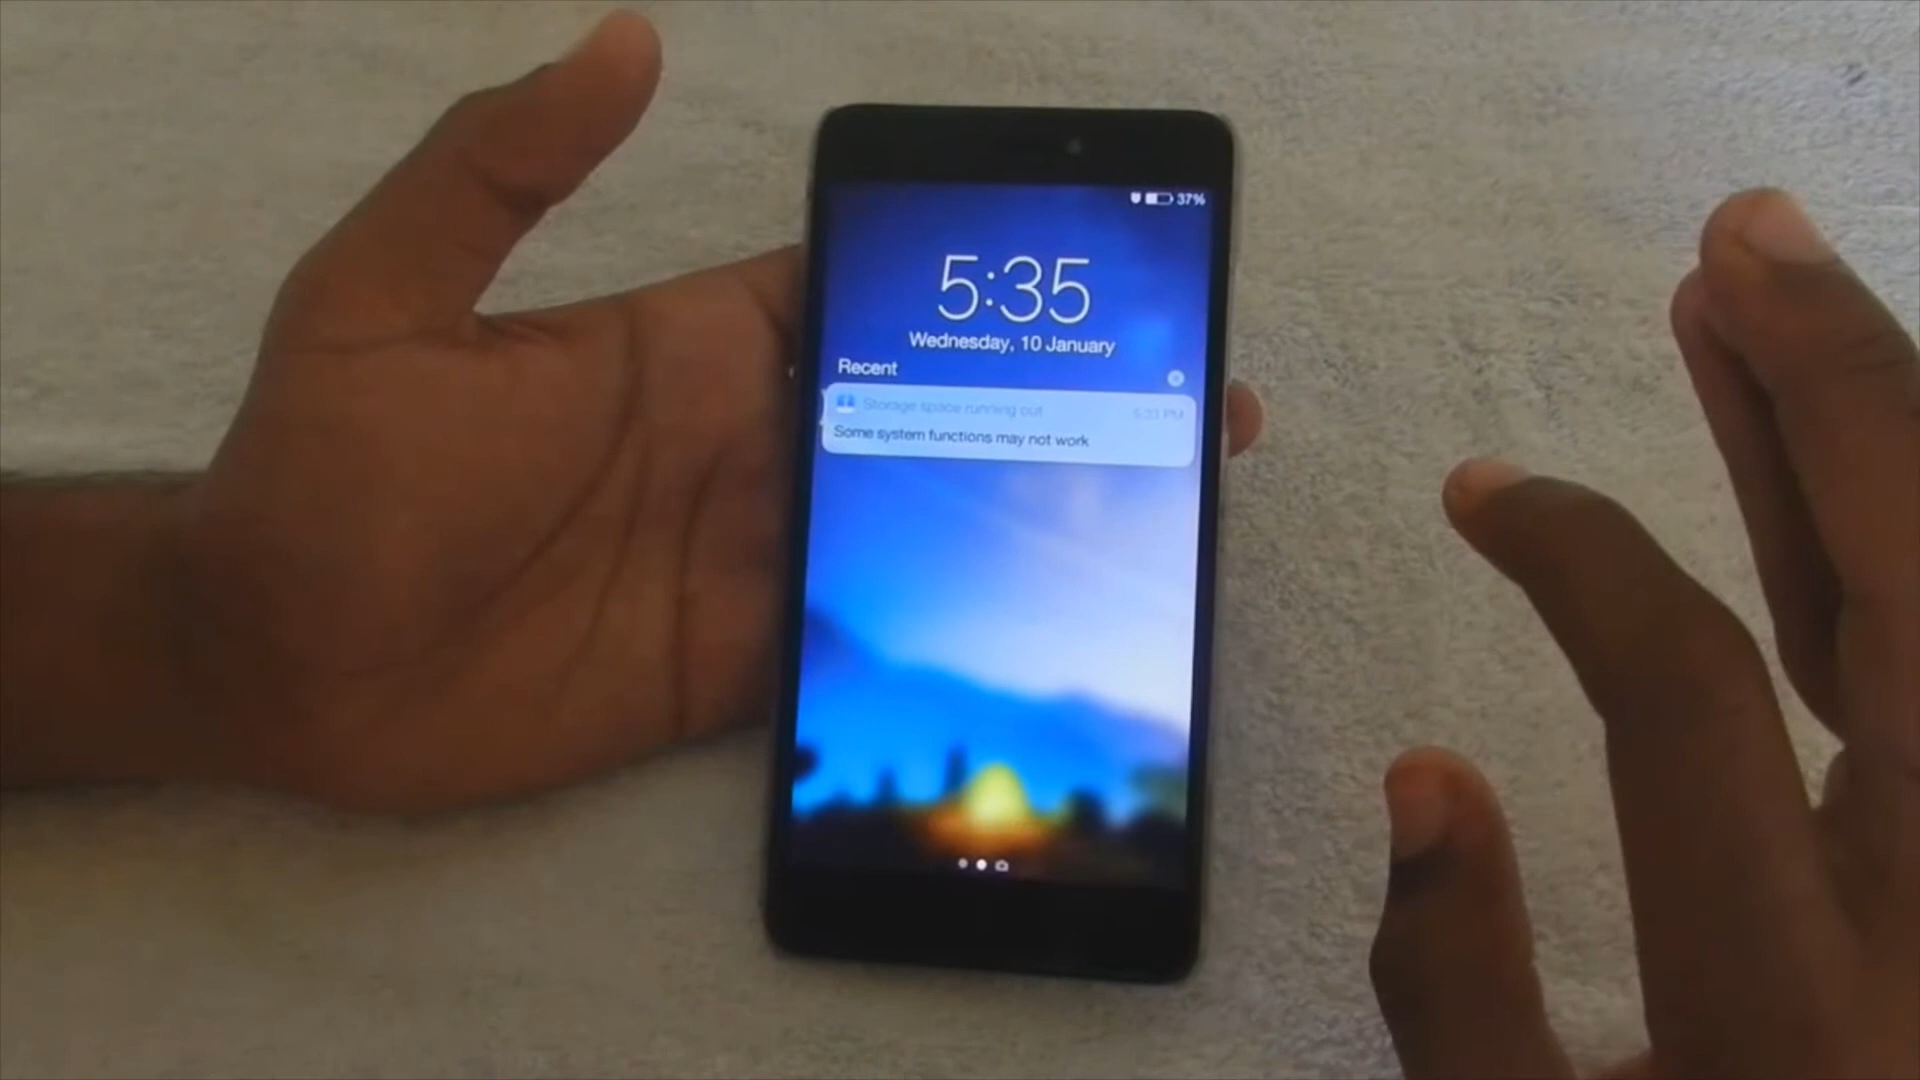 37%
5:35
Wednesday, 10 January
Recent
Storage space running out 5:33 PM
Some system functions may not work